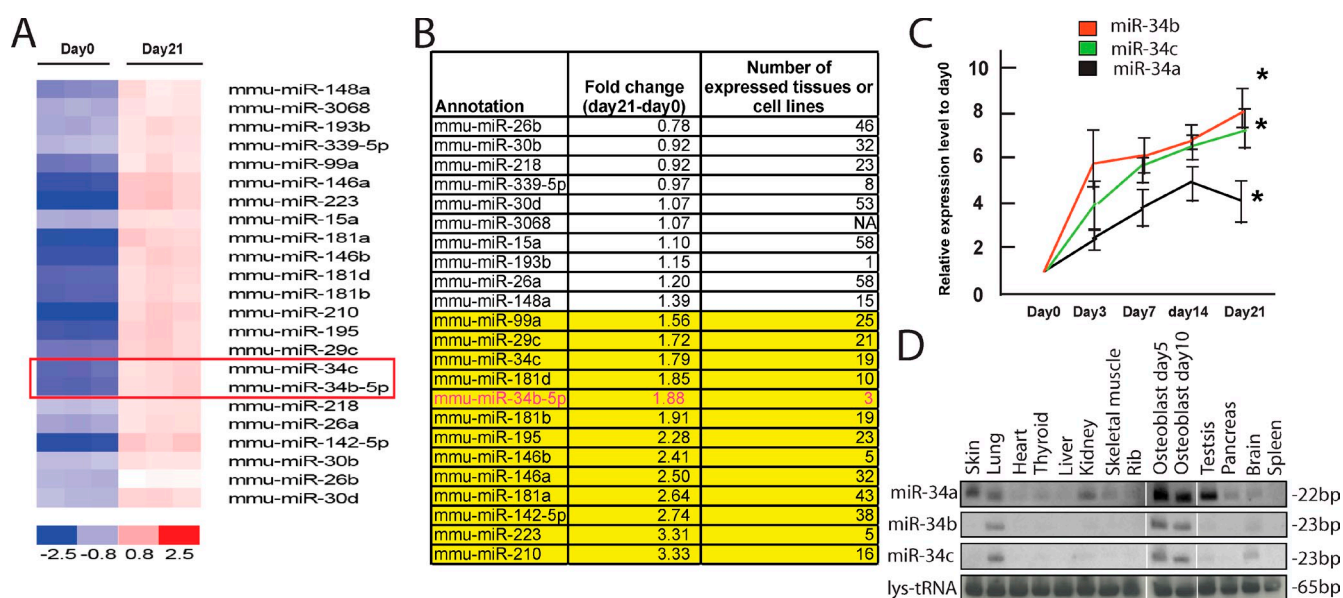 A
Day0 Day21
mmu-miR-148a
mmu-miR-3068
mmu-miR-193b
mmu-miR-339-5p
mmu-miR-99a
mmu-miR-146a
mmu-miR-223
mmu-miR-15a
mmu-miR-181a
mmu-miR-146b
mmu-miR-181d
mmu-miR-181b
mmu-miR-210
mmu-miR-195
mmu-miR-29c
mmu-miR-34c
mmu-miR-34b-5p
mmu-miR-218
mmu-miR-26a
mmu-miR-142-5p
mmu-miR-30b
mmu-miR-26b
mmu-miR-30d
-2.5 -0.8 0.8 2.5
B
Annotation Fold change (day21-day0) Number of expressed tissues or cell lines
mmu-miR-26b 0.78 46
mmu-miR-30b 0.92 32
mmu-miR-218 0.92 23
mmu-miR-339-5p 0.97 8
mmu-miR-30d 1.07 53
mmu-miR-3068 1.07 NA
mmu-miR-15a 1.10 58
mmu-miR-193b 1.15 1
mmu-miR-26a 1.20 58
mmu-miR-148a 1.39 15
mmu-miR-99a 1.56 25
mmu-miR-29c 1.72 21
mmu-miR-34c 1.79 19
mmu-miR-181d 1.85 10
mmu-miR-34b-5p 1.88 3
mmu-miR-181b 1.91 19
mmu-miR-195 2.28 23
mmu-miR-146b 2.41 5
mmu-miR-146a 2.50 32
mmu-miR-181a 2.64 43
mmu-miR-142-5p 2.74 38
mmu-miR-223 3.31 5
mmu-miR-210 3.33 16
C
miR-34b
miR-34c
miR-34a
Relative expression level to day0
10
8
6
4
2
0
*
*
*
Day0 Day3 Day7 day14 Day21
D
Skin
Lung
Heart
Thyroid
Liver
Kidney
Skeletal muscle
Rib
Osteoblast day5
Osteoblast day10
Testsis
Pancreas
Brain
Spleen
miR-34a -22bp
miR-34b -23bp
miR-34c -23bp
lys-tRNA -65bp